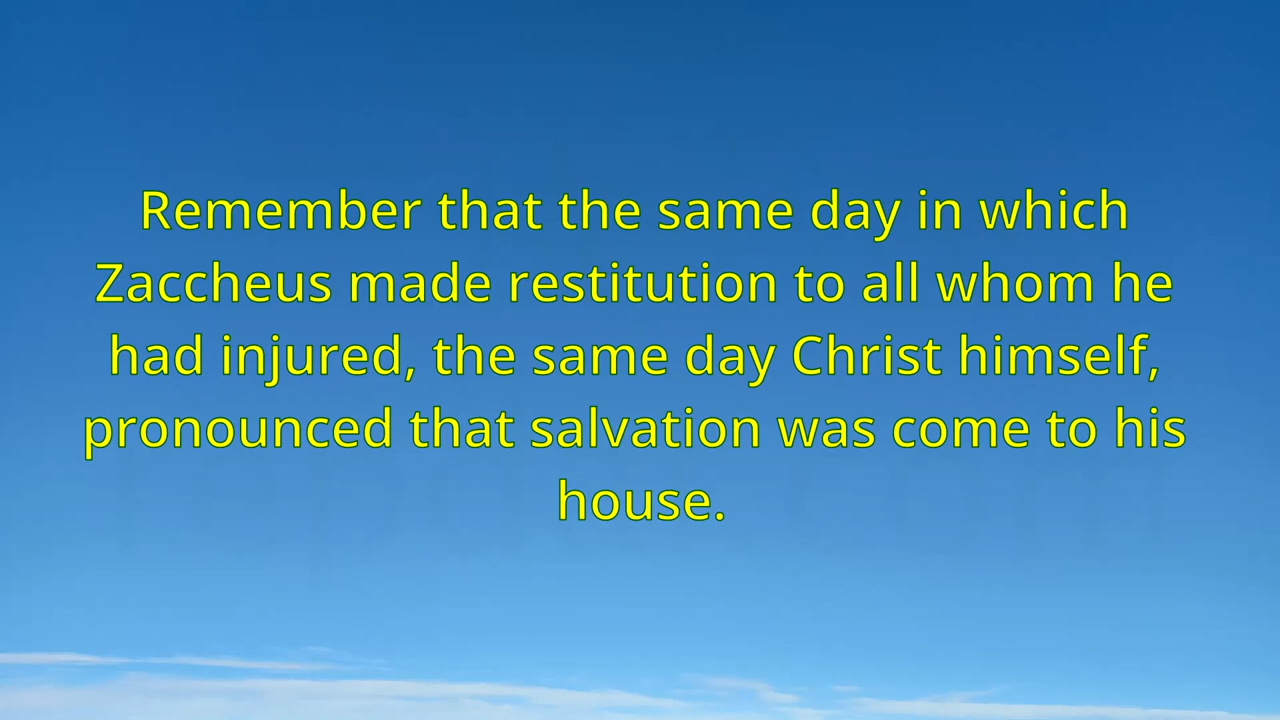 Remember that the same day in which
Zaccheus made restitution to all whom he
had injured, the same day Christ himself,
pronounced that salvation was come to his
house.